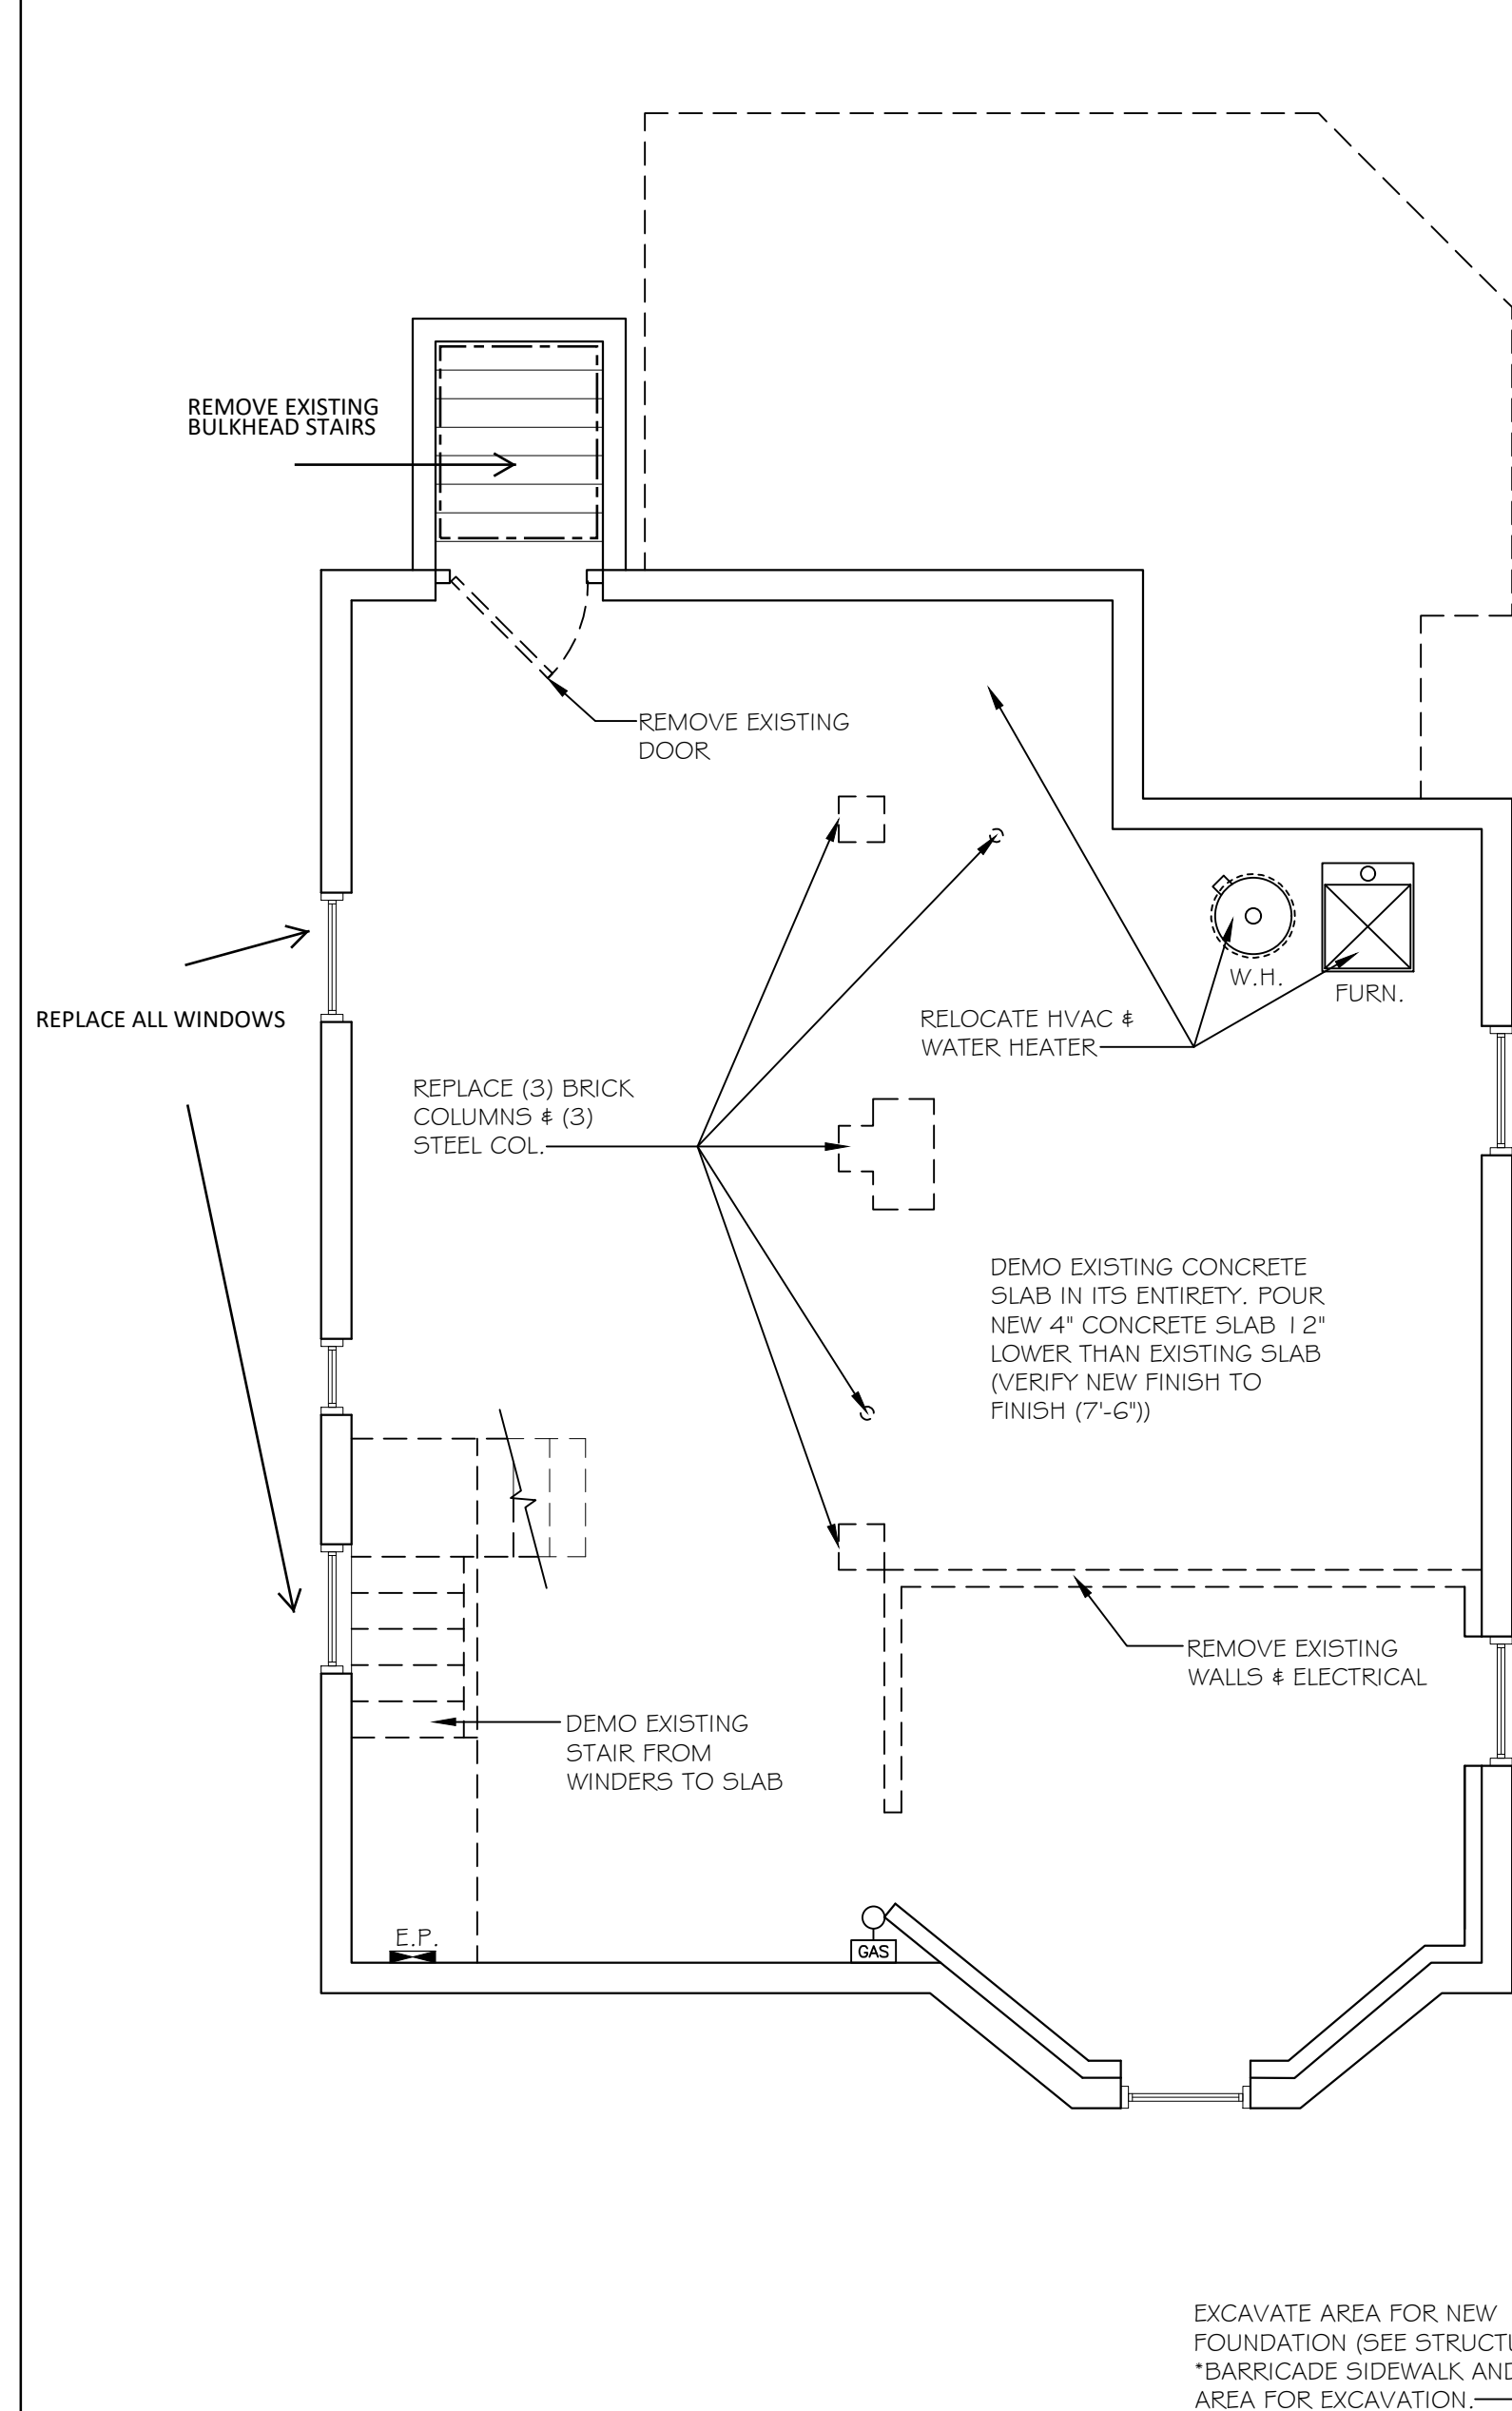 REMOVE EXISTING
BULKHEAD STAIRS
REMOVE EXISTING
DOOR
W.H.
FURN.
REPLACE ALL WINDOWS
RELOCATE HVAC &
WATER HEATER
REPLACE (3) BRICK
COLUMNS & (3)
STEEL COL.
DEMO EXISTING CONCRETE
SLAB IN ITS ENTIRETY. POUR
NEW 4" CONCRETE SLAB 12"
LOWER THAN EXISTING SLAB
(VERIFY NEW FINISH TO
FINISH (7'-6"))
REMOVE EXISTING
WALLS & ELECTRICAL
DEMO EXISTING
STAIR FROM
WINDERS TO SLAB
E.P.
GAS
EXCAVATE AREA FOR NEW
FOUNDATION (SEE
*BARRICADE SIDEWALK AND
AREA FOR EXCAVATION.